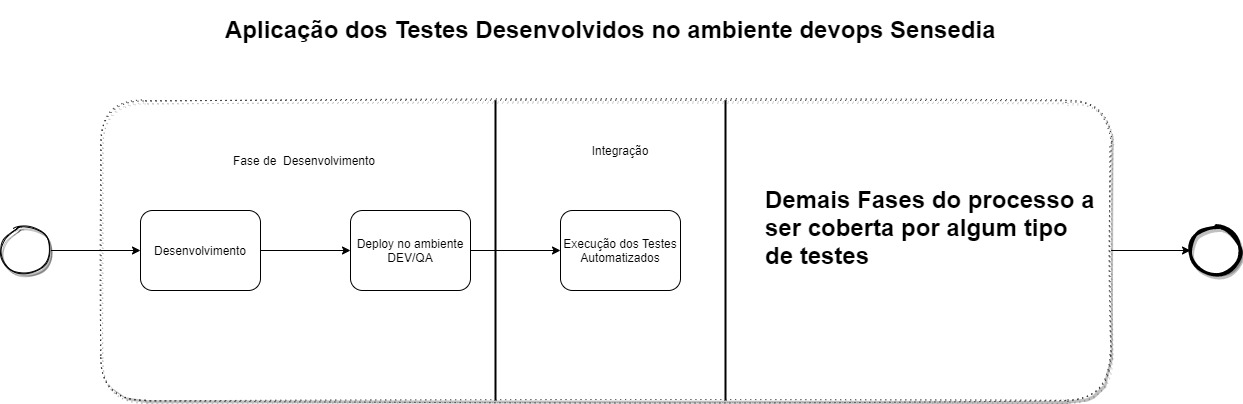 Aplicação dos Testes Desenvolvidos no ambiente devops Sensedia
Fase de  Desenvolvimento
Integração
Demais Fases do processo a
ser coberta por algum tipo
de testes
Desenvolvimento
Deploy no ambiente
DEV/QA
Execução dos Testes
Automatizados